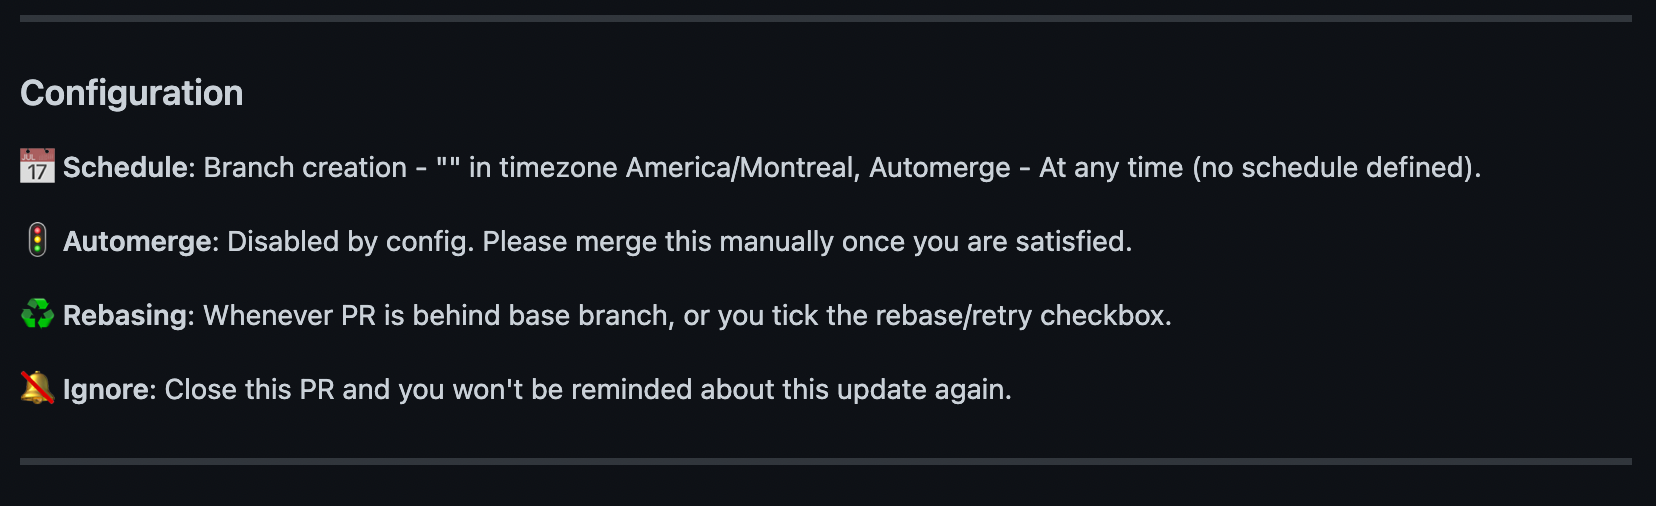 Configuration
JUL 17 Schedule: Branch creation - "" in timezone America/Montreal, Automerge - At any time (no schedule defined).
Automerge: Disabled by config. Please merge this manually once you are satisfied.
Rebasing: Whenever PR is behind base branch, or you tick the rebase/retry checkbox.
Ignore: Close this PR and you won't be reminded about this update again.